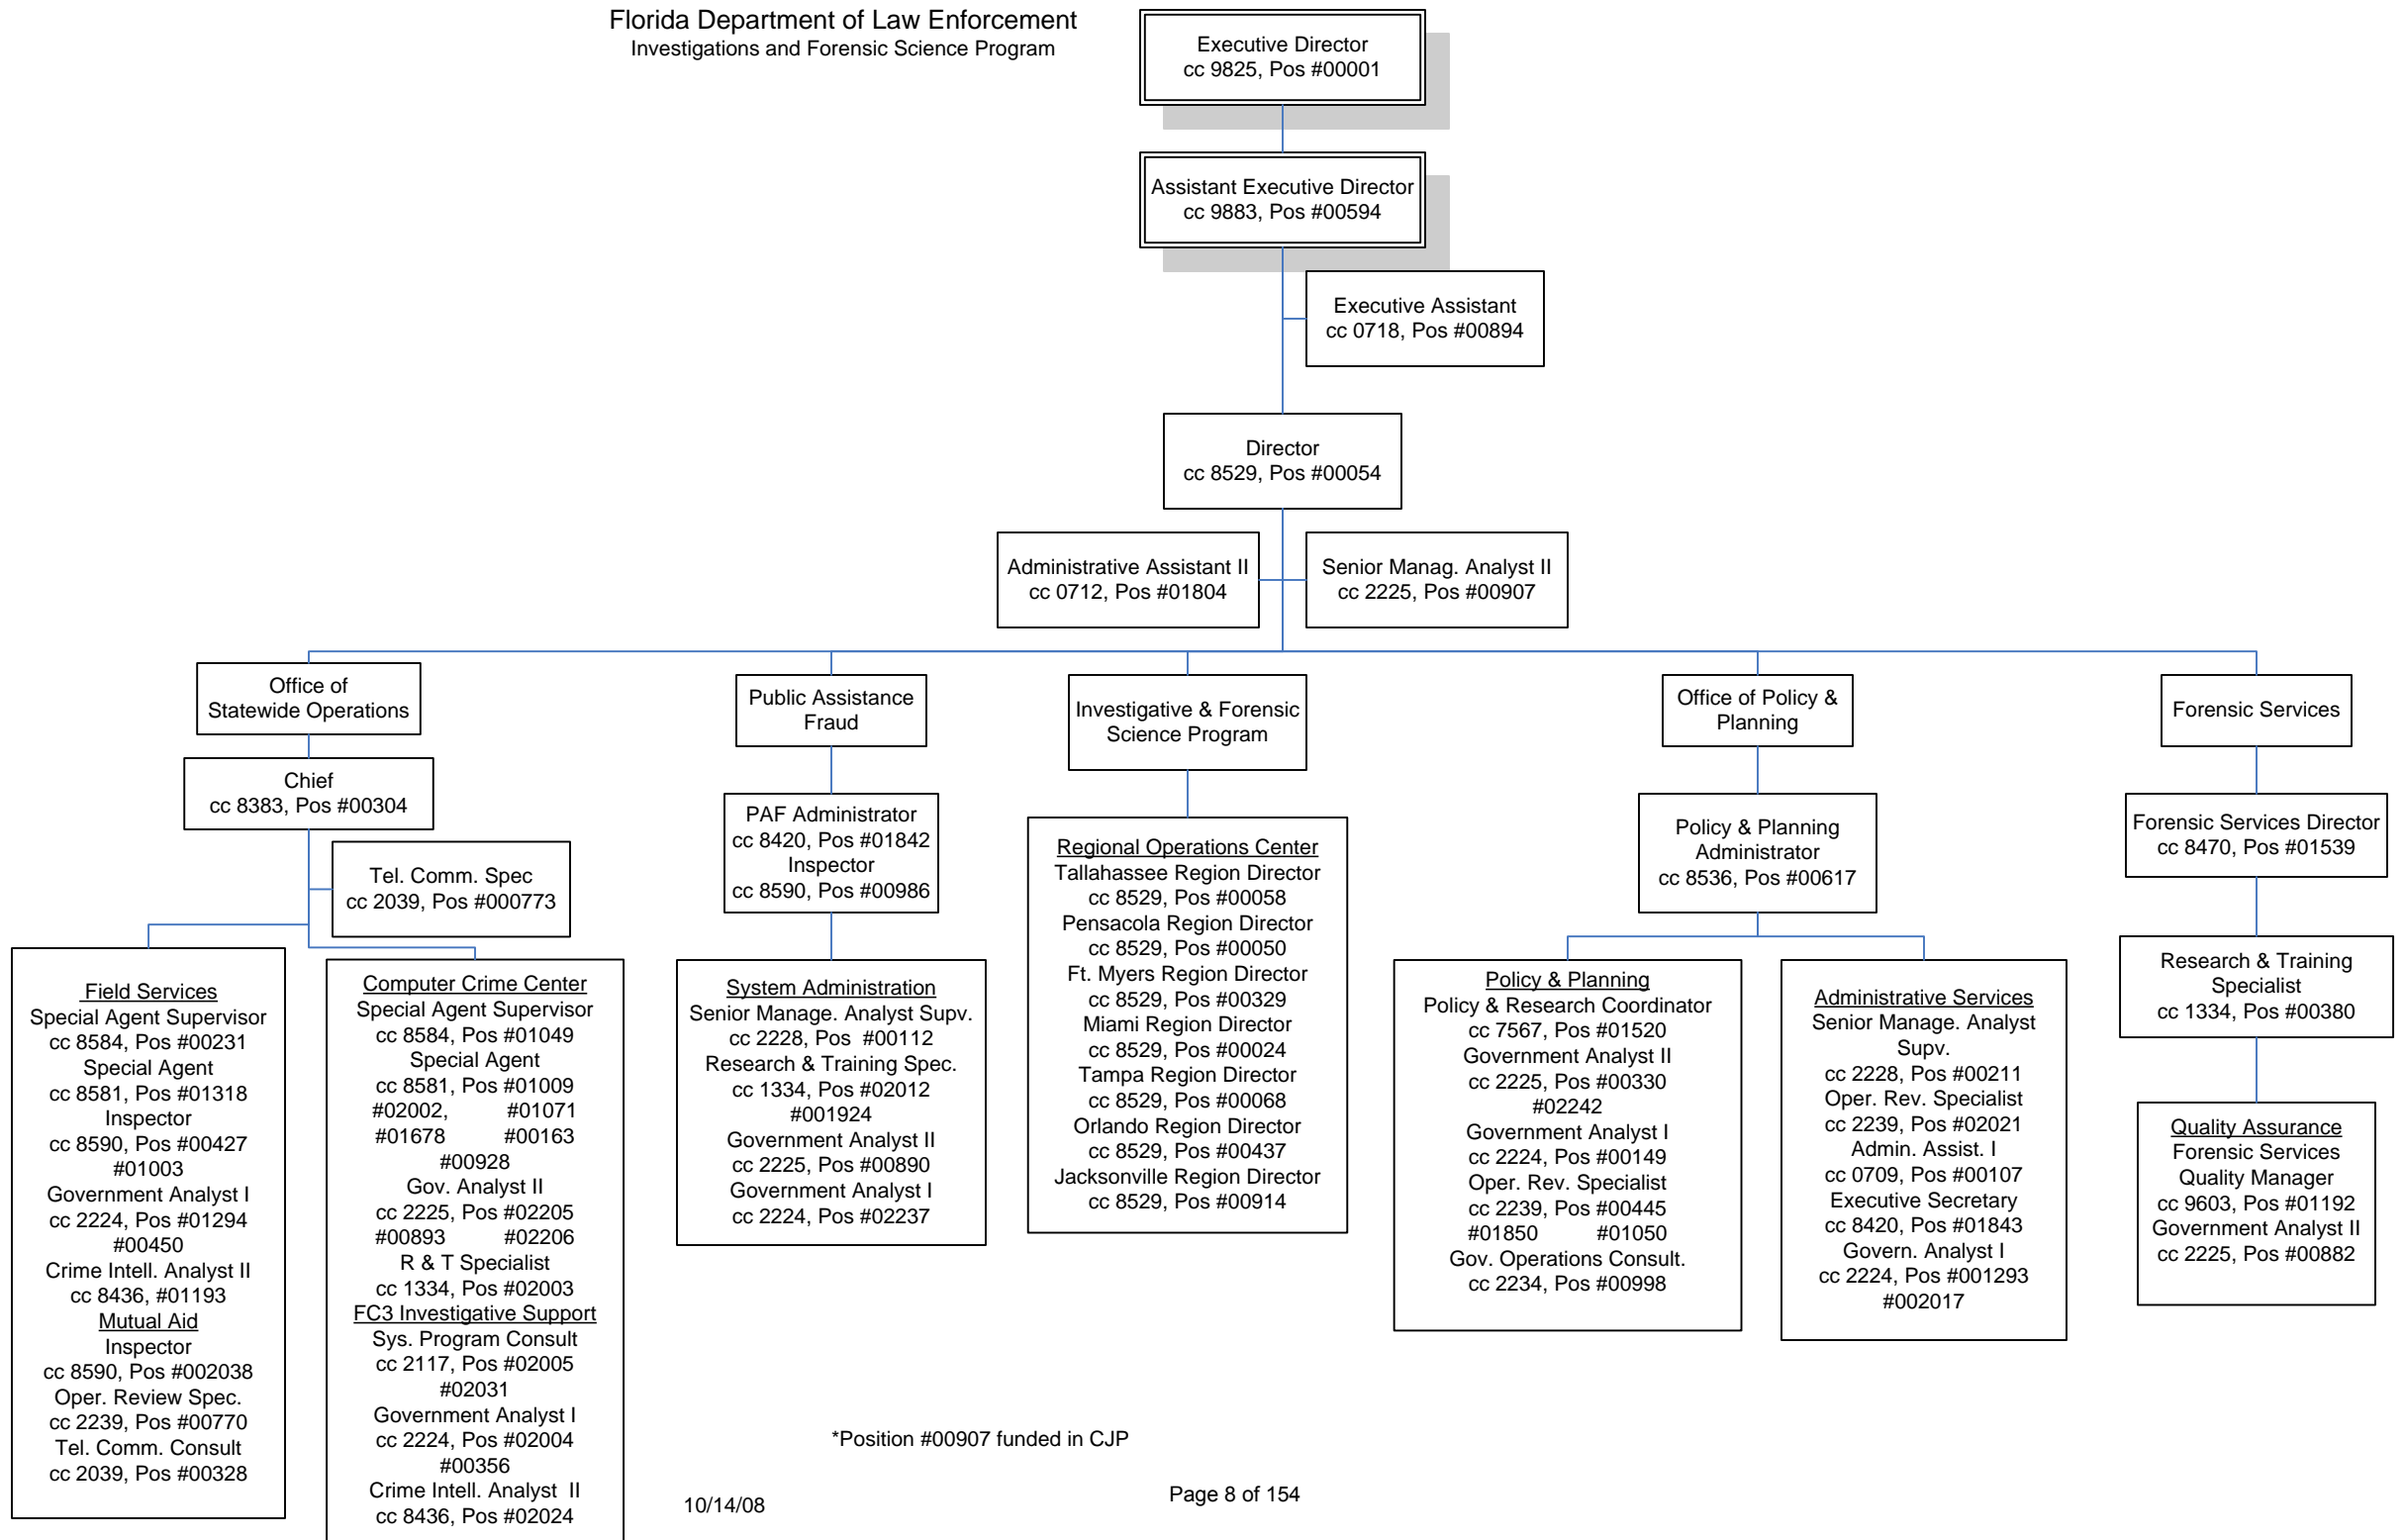 Florida Department of Law Enforcement
Investigations and Forensic Science Program
Executive Director
cc 9825, Pos #00001
Assistant Executive Director
cc 9883, Pos #00594
Executive Assistant
cc 0718, Pos #00894
Director
cc 8529, Pos #00054
Administrative Assistant II
cc 0712, Pos #01804
Senior Manag. Analyst II
cc 2225, Pos #00907
Office of
Statewide Operations
Chief
cc 8383, Pos #00304
Tel. Comm. Spec
cc 2039, Pos #000773
Field Services
Special Agent Supervisor
cc 8584, Pos #00231
Special Agent
cc 8581, Pos #01318
Inspector
cc 8590, Pos #00427
#01003
Government Analyst I
cc 2224, Pos #01294
#00450
Crime Intell. Analyst II
cc 8436, #01193
Mutual Aid
Inspector
cc 8590, Pos #002038
Oper. Review Spec.
cc 2239, Pos #00770
Tel. Comm. Consult
cc 2039, Pos #00328
Computer Crime Center
Special Agent Supervisor
cc 8584, Pos #01049
Special Agent
cc 8581, Pos #01009
#02002, #01071
#01678 #00163
#00928
Gov. Analyst II
cc 2225, Pos #02205
#00893 #02206
R & T Specialist
cc 1334, Pos #02003
FC3 Investigative Support
Sys. Program Consult
cc 2117, Pos #02005
#02031
Government Analyst I
cc 2224, Pos #02004
#00356
Crime Intell. Analyst II
cc 8436, Pos #02024
Public Assistance
Fraud
PAF Administrator
cc 8420, Pos #01842
Inspector
cc 8590, Pos #00986
System Administration
Senior Manage. Analyst Supv.
cc 2228, Pos #00112
Research & Training Spec.
cc 1334, Pos #02012
#001924
Government Analyst II
cc 2225, Pos #00890
Government Analyst I
cc 2224, Pos #02237
Investigative & Forensic
Science Program
Regional Operations Center
Tallahassee Region Director
cc 8529, Pos #00058
Pensacola Region Director
cc 8529, Pos #00050
Ft. Myers Region Director
cc 8529, Pos #00329
Miami Region Director
cc 8529, Pos #00024
Tampa Region Director
cc 8529, Pos #00068
Orlando Region Director
cc 8529, Pos #00437
Jacksonville Region Director
cc 8529, Pos #00914
Office of Policy &
Planning
Policy & Planning
Administrator
cc 8536, Pos #00617
Policy & Planning
Policy & Research Coordinator
cc 7567, Pos #01520
Government Analyst II
cc 2225, Pos #00330
#02242
Government Analyst I
cc 2224, Pos #00149
Oper. Rev. Specialist
cc 2239, Pos #00445
#01850 #01050
Gov. Operations Consult.
cc 2234, Pos #00998
Administrative Services
Senior Manage. Analyst
Supv.
cc 2228, Pos #00211
Oper. Rev. Specialist
cc 2239, Pos #02021
Admin. Assist. I
cc 0709, Pos #00107
Executive Secretary
cc 8420, Pos #01843
Govern. Analyst I
cc 2224, Pos #001293
#002017
Forensic Services
Forensic Services Director
cc 8470, Pos #01539
Research & Training
Specialist
cc 1334, Pos #00380
Quality Assurance
Forensic Services
Quality Manager
cc 9603, Pos #01192
Government Analyst II
cc 2225, Pos #00882
*Position #00907 funded in CJP
10/14/08
Page 8 of 154